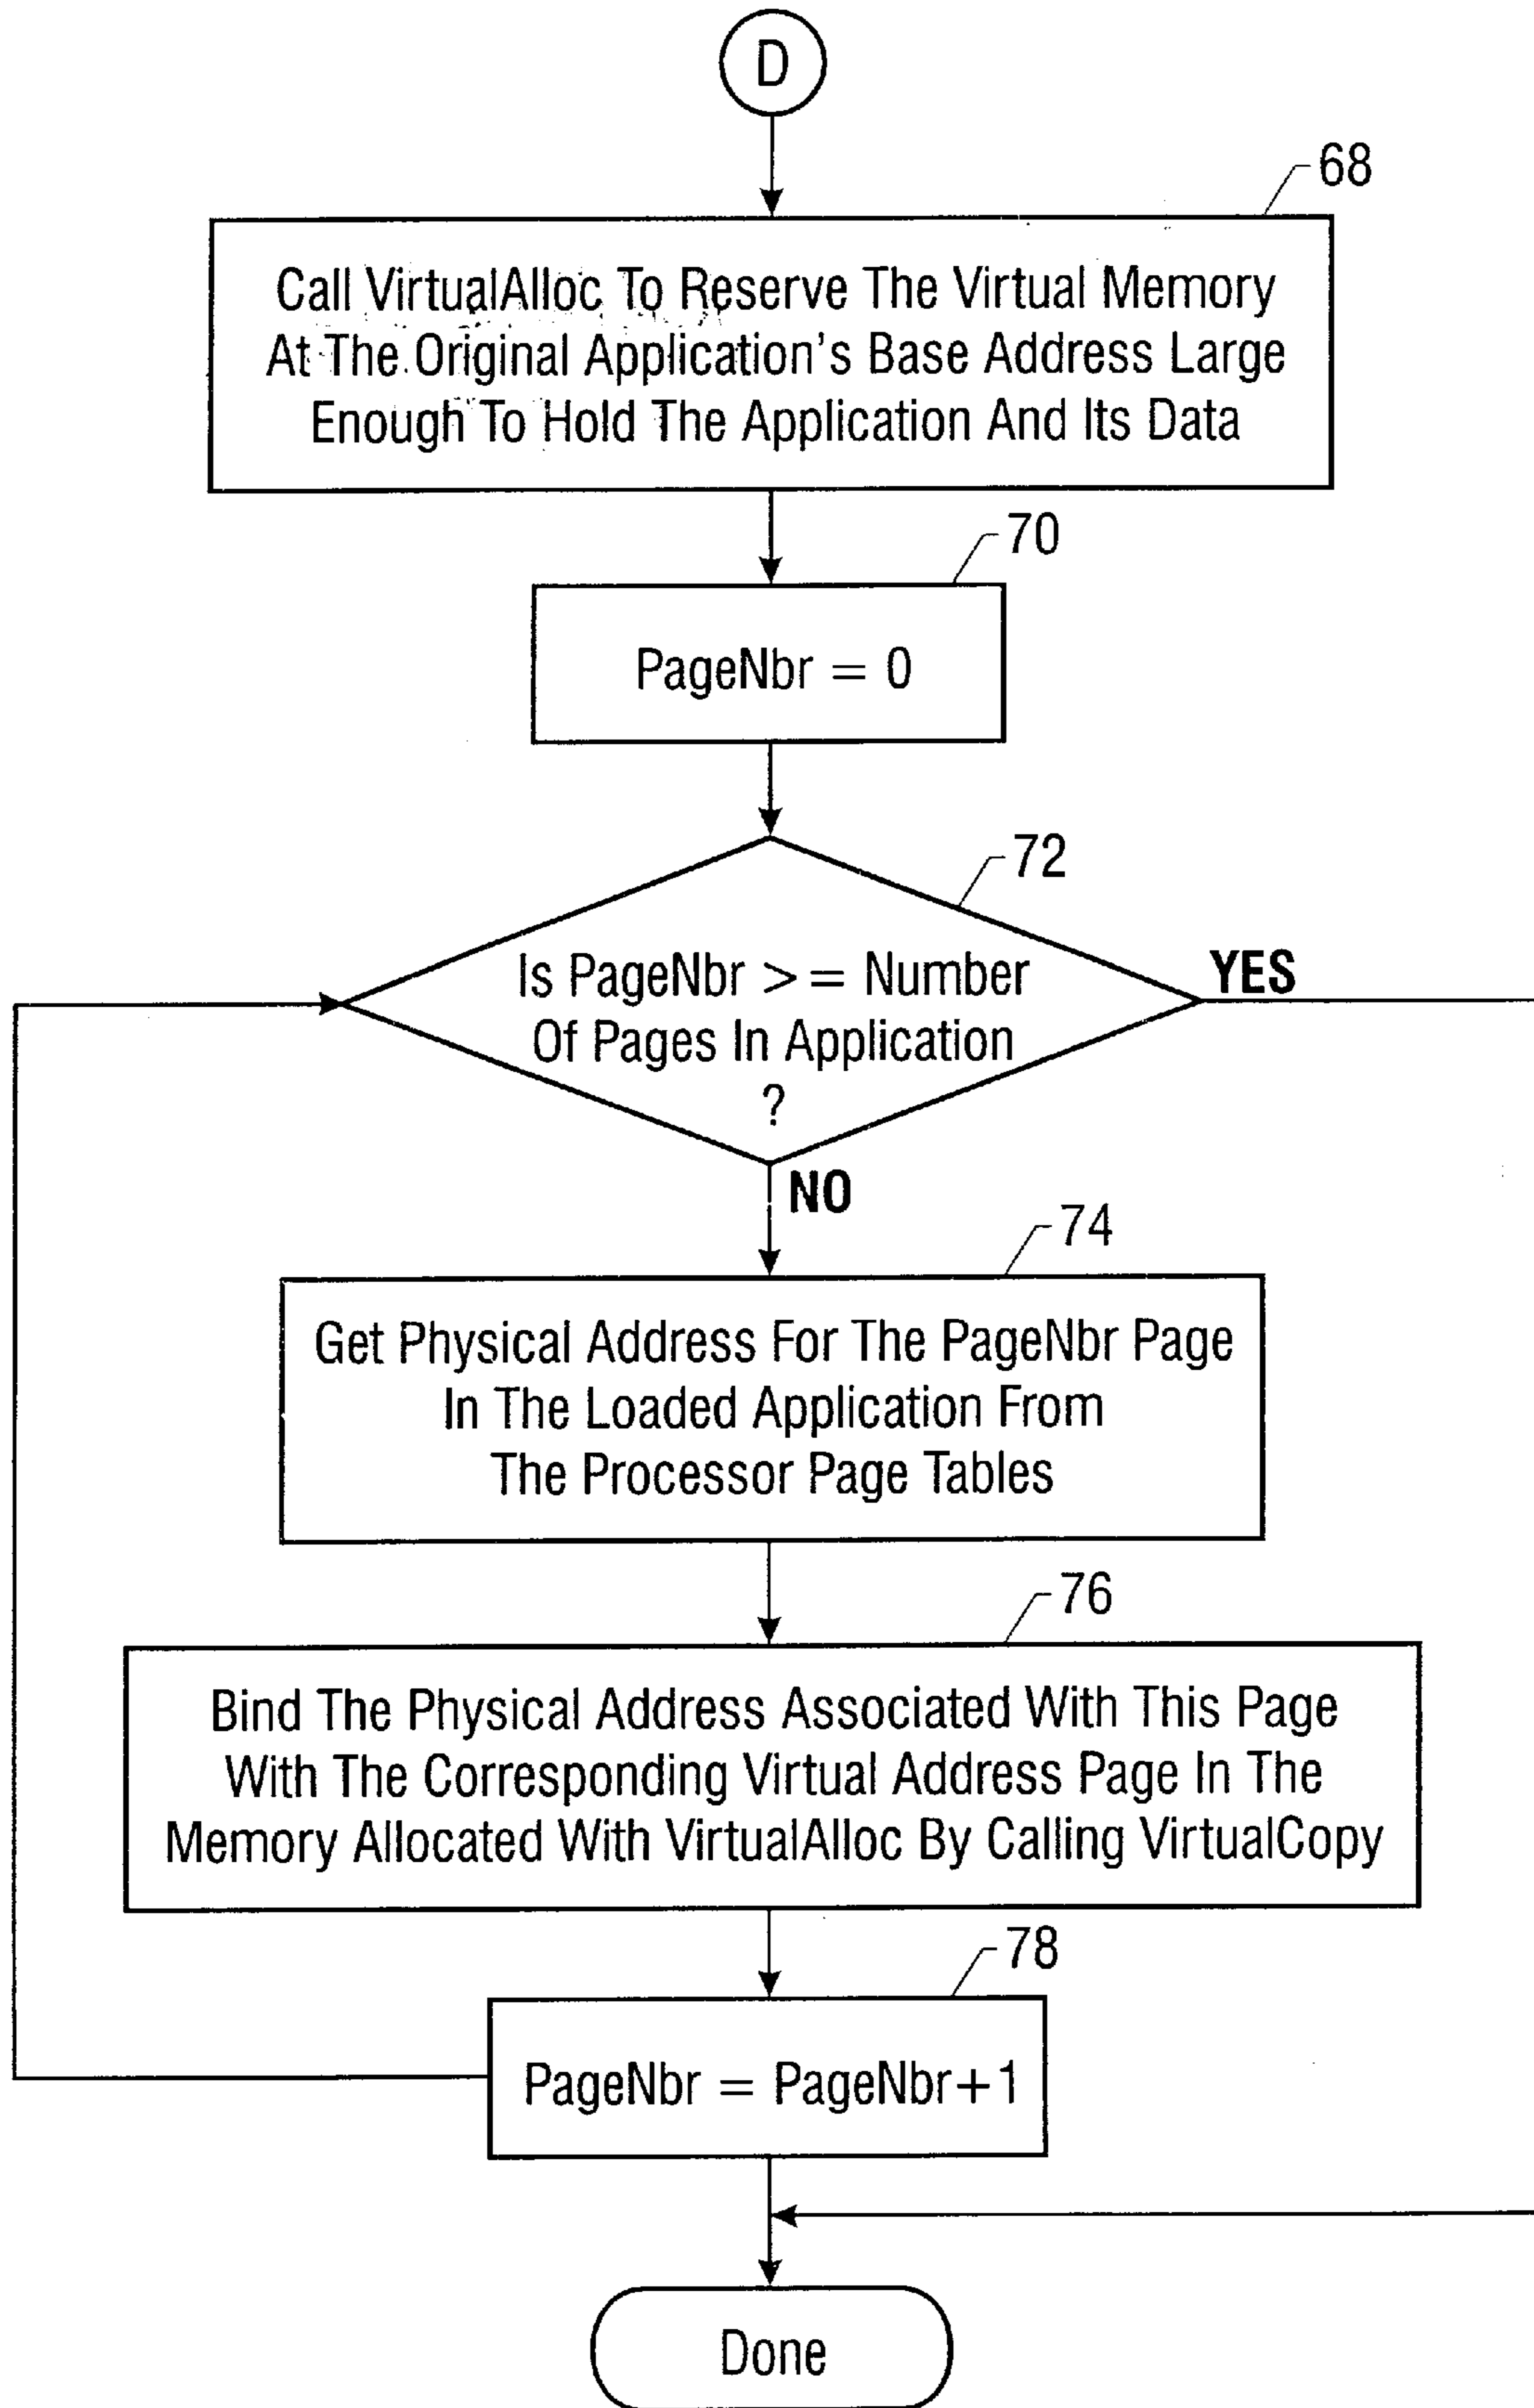 D
68
Call VirtualAlloc To Reserve The Virtual Memory
At The Original Application's Base Address Large
Enough To Hold The Application And Its Data
70
PageNbr = 0
72
Is PageNbr >= Number
Of Pages In Application
?
YES
NO
74
Get Physical Address For The PageNbr Page
In The Loaded Application From
The Processor Page Tables
76
Bind The Physical Address Associated With This Page
With The Corresponding Virtual Address Page In The
Memory Allocated With VirtualAlloc By Calling VirtualCopy
78
PageNbr = PageNbr+1
Done